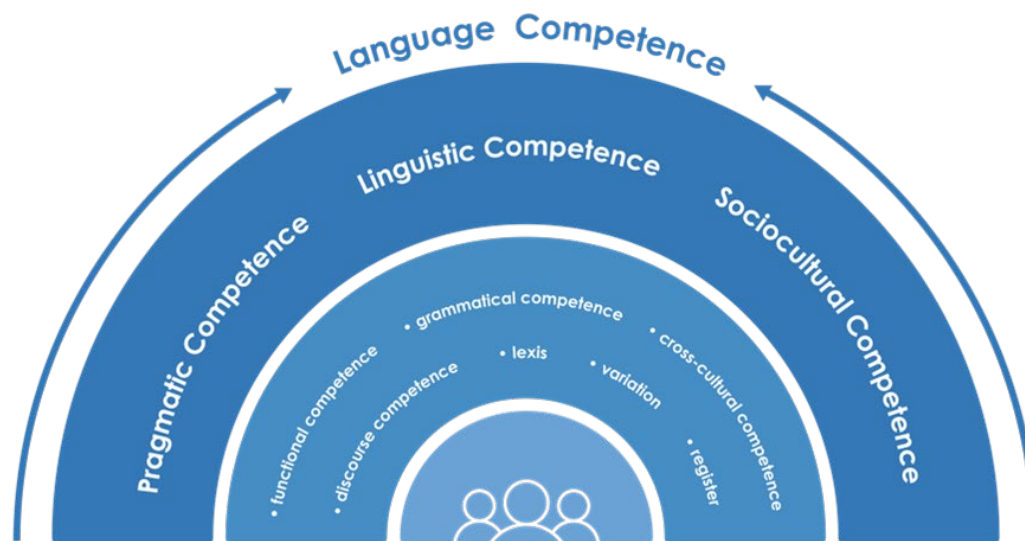 Language Competence
Pragmatic Competence
Linguistic Competence
Sociocultural Competence
• functional competence
• discourse competence
• grammatical competence
• lexis
• variation
• cross-cultural competence
• register